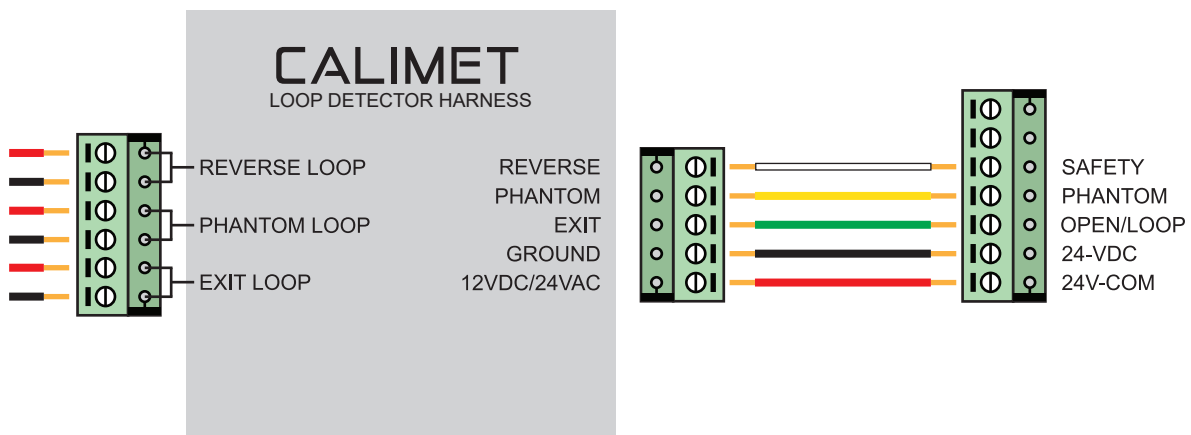 CALIMET
LOOP DETECTOR HARNESS
REVERSE LOOP
PHANTOM LOOP
EXIT LOOP
REVERSE
PHANTOM
EXIT
GROUND
12VDC/24VAC
SAFETY
PHANTOM
OPEN/LOOP
24-VDC
24V-COM